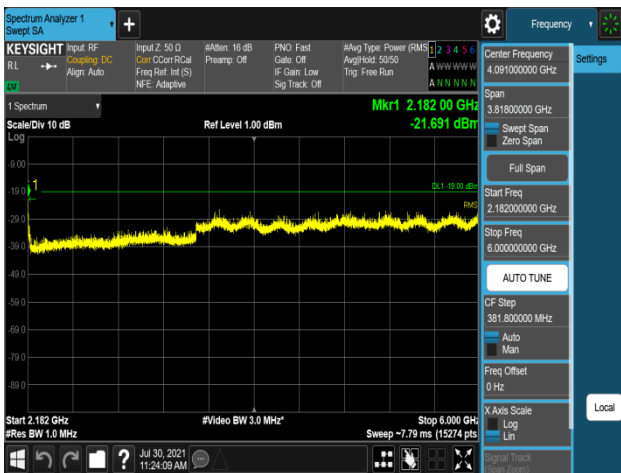 Spectrum Analyzer 1
Swept SA
Frequency
KEYSIGHT
RL
Input: RF
Coupling: DC
Align: Auto
Input Z: 50 Ω
Corr CCorr RCal
Freq Ref: Int (S)
NFE: Adaptive
#Atten: 16 dB
Preamp: Off
PNO: Fast
Gate: Off
IF Gain: Low
Sig Track: Off
#Avg Type: Power (RMS
Avg|Hold: 50/50
Trig: Free Run
1 2 3 4 5 6
A W W W W W
A N N N N N
1 Spectrum
Scale/Div 10 dB
Ref Level 1.00 dBm
Mkr1 2.182 00 GHz
-21.691 dBm
Log
-9.00
-19.0
-29.0
-39.0
-49.0
-59.0
-69.0
-79.0
-89.0
1
DL1 -19.00 dBm
RMS
Start 2.182 GHz
#Res BW 1.0 MHz
#Video BW 3.0 MHz*
Stop 6.000 GHz
Sweep ~7.79 ms (15274 pts
Center Frequency
4.091000000 GHz
Span
3.81800000 GHz
Swept Span
Zero Span
Full Span
Start Freq
2.182000000 GHz
Stop Freq
6.000000000 GHz
AUTO TUNE
CF Step
381.800000 MHz
Auto
Man
Freq Offset
0 Hz
X Axis Scale
Log
Lin
Signal Track
(Span Zoom)
Settings
Local
Jul 30, 2021
11:24:09 AM